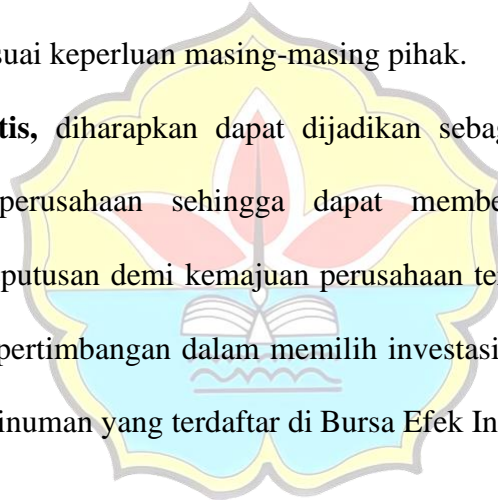 suai keperluan masing-masing pihak.
tis, diharapkan dapat dijadikan seba
perusahaan sehingga dapat membe
putusan demi kemajuan perusahaan te
pertimbangan dalam memilih investasi
inuman yang terdaftar di Bursa Efek In